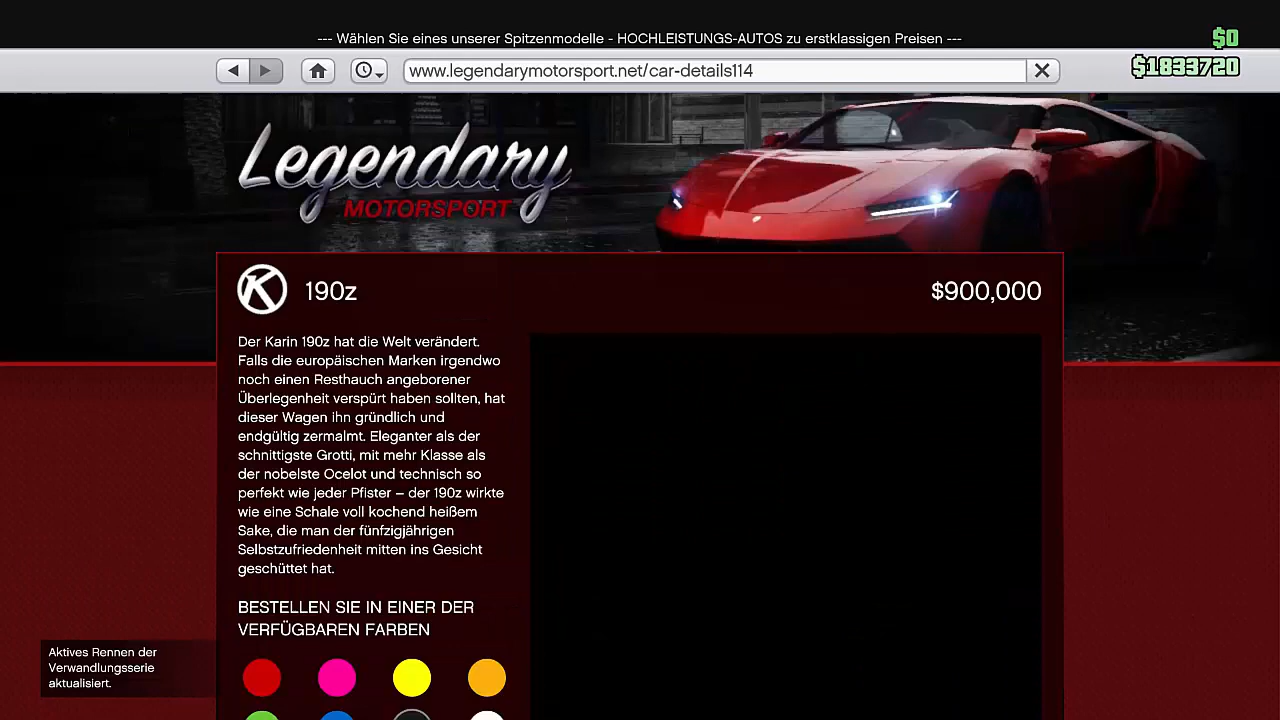 --- Wählen Sie eines unserer Spitzenmodelle - HOCHLEISTUNGS-AUTOS zu erstklassigen Preisen ---
$0
www.legendarymotorsport.net/car-details114
$1833720
Legendary
MOTORSPORT
K
190z
$900,000
Der Karin 190z hat die Welt verändert.
Falls die europäischen Marken irgendwo
noch einen Resthauch angeborener
Überlegenheit verspürt haben sollten, hat
dieser Wagen ihn gründlich und
endgültig zermalmt. Eleganter als der
schnittigste Grotti, mit mehr Klasse als
der nobelste Ocelot und technisch so
perfekt wie jeder Pfister – der 190z wirkte
wie eine Schale voll kochend heißem
Sake, die man der fünfzigjährigen
Selbstzufriedenheit mitten ins Gesicht
geschüttet hat.
BESTELLEN SIE IN EINER DER
VERFÜGBAREN FARBEN
Aktives Rennen der
Verwandlungsserie
aktualisiert.